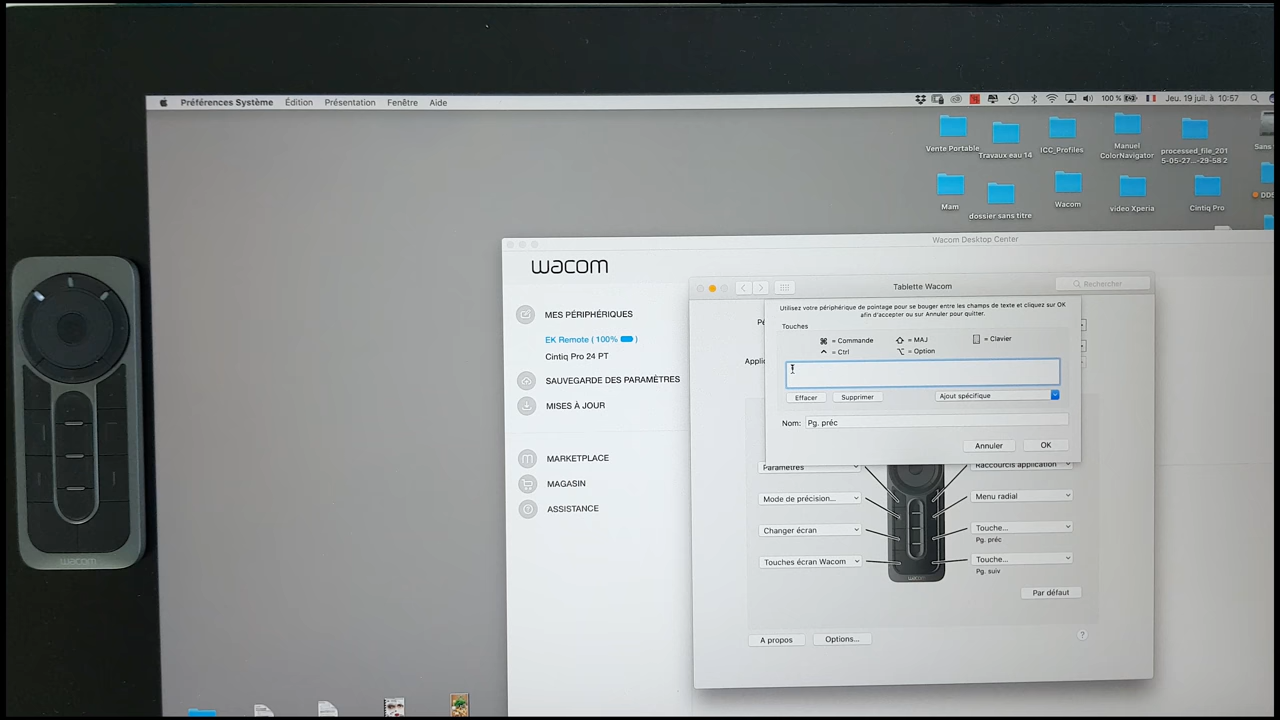 Préférences Système Édition Présentation Fenêtre Aide
100 % Jeu. 19 juil. à 10:57
Vente Portable
Travaux eau 14
ICC_Profiles
Manuel
ColorNavigator
processed_file_201
5-05-27...-29-58 2
Sans
Mam
dossier sans titre
Wacom
video Xperia
Cintiq Pro
DDS
Wacom Desktop Center
wacom
MES PÉRIPHÉRIQUES
EK Remote ( 100% )
Cintiq Pro 24 PT
SAUVEGARDE DES PARAMÈTRES
MISES À JOUR
MARKETPLACE
MAGASIN
ASSISTANCE
Tablette Wacom
Rechercher
Utilisez votre périphérique de pointage pour se bouger entre les champs de texte et cliquez sur OK
afin d'accepter ou sur Annuler pour quitter.
Touches
⌘ = Commande ⇧ = MAJ = Clavier
^ = Ctrl ⌥ = Option
Effacer Supprimer Ajout spécifique
Nom: Pg. préc
Annuler OK
Paramètres
Raccourcis application
Mode de précision...
Menu radial
Changer écran
Touche...
Pg. préc
Touches écran Wacom
Touche...
Pg. suiv
wacom
Par défaut
A propos Options... ?
wacom